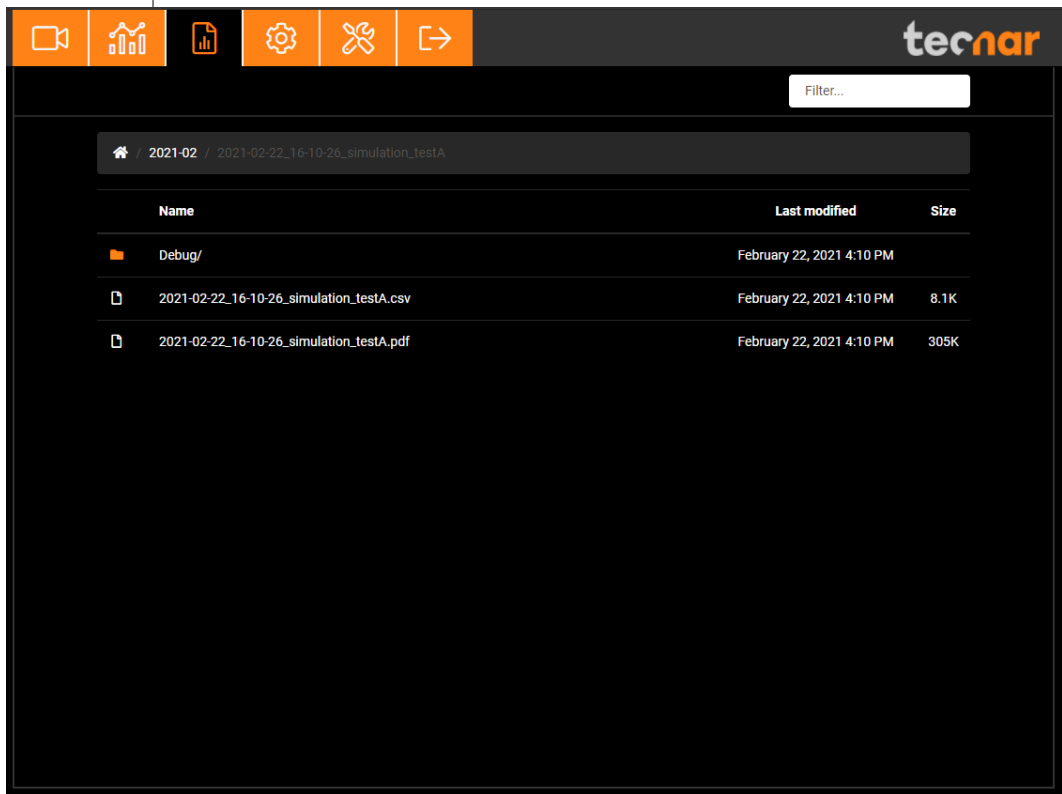 tecnar
Filter...
/ 2021-02 / 2021-02-22_16-10-26_simulation_testA
Name Last modified Size
Debug/ February 22, 2021 4:10 PM
2021-02-22_16-10-26_simulation_testA.csv February 22, 2021 4:10 PM 8.1K
2021-02-22_16-10-26_simulation_testA.pdf February 22, 2021 4:10 PM 305K